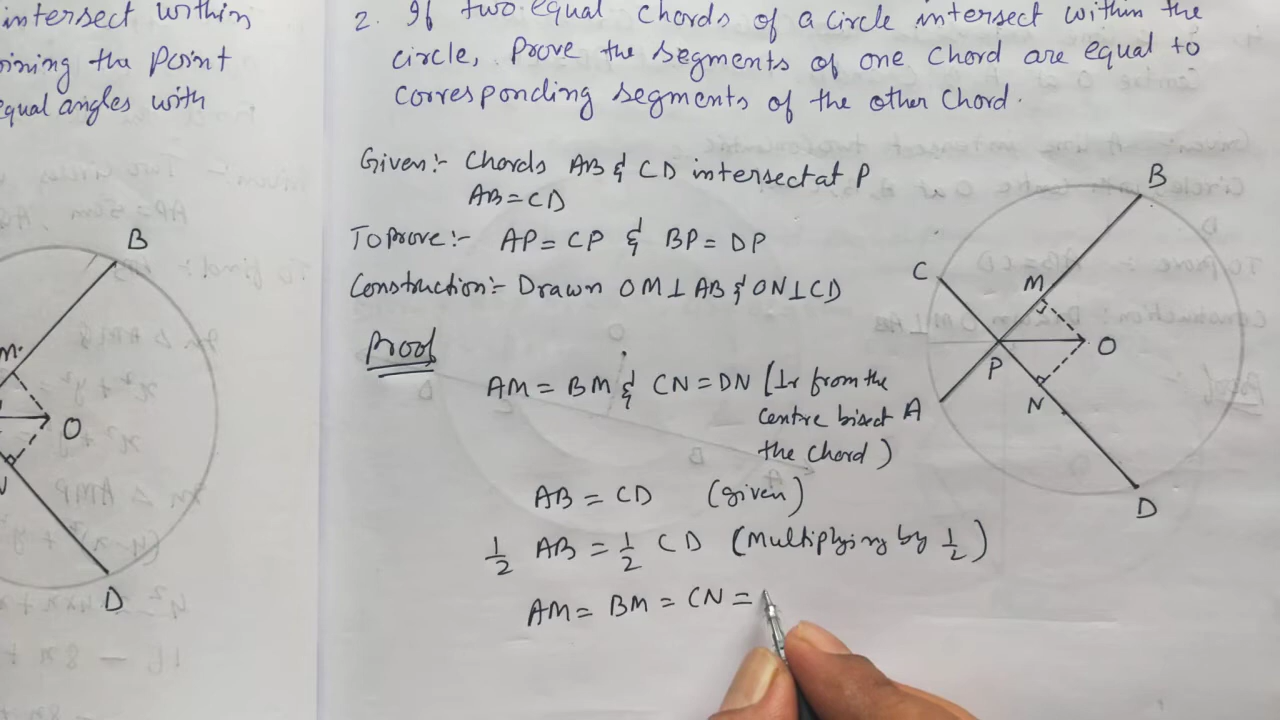 intersect within
ining the point
equal angles with
B
M
O
D
2. If two equal chords of a circle intersect within the
circle, prove the segments of one chord are equal to
corresponding segments of the other chord.
Given:- Chords AB & CD intersect at P
AB = CD
To prove:- AP = CP & BP = DP
Construction:- Drawn OM ⊥ AB & ON ⊥ CD
Proof
AM = BM & CN = DN [⊥r from the
centre bisect
the chord)
AB = CD (given)
1/2 AB = 1/2 CD (Multiplying by 1/2)
AM = BM = CN =
B
C
M
O
P
N
A
D